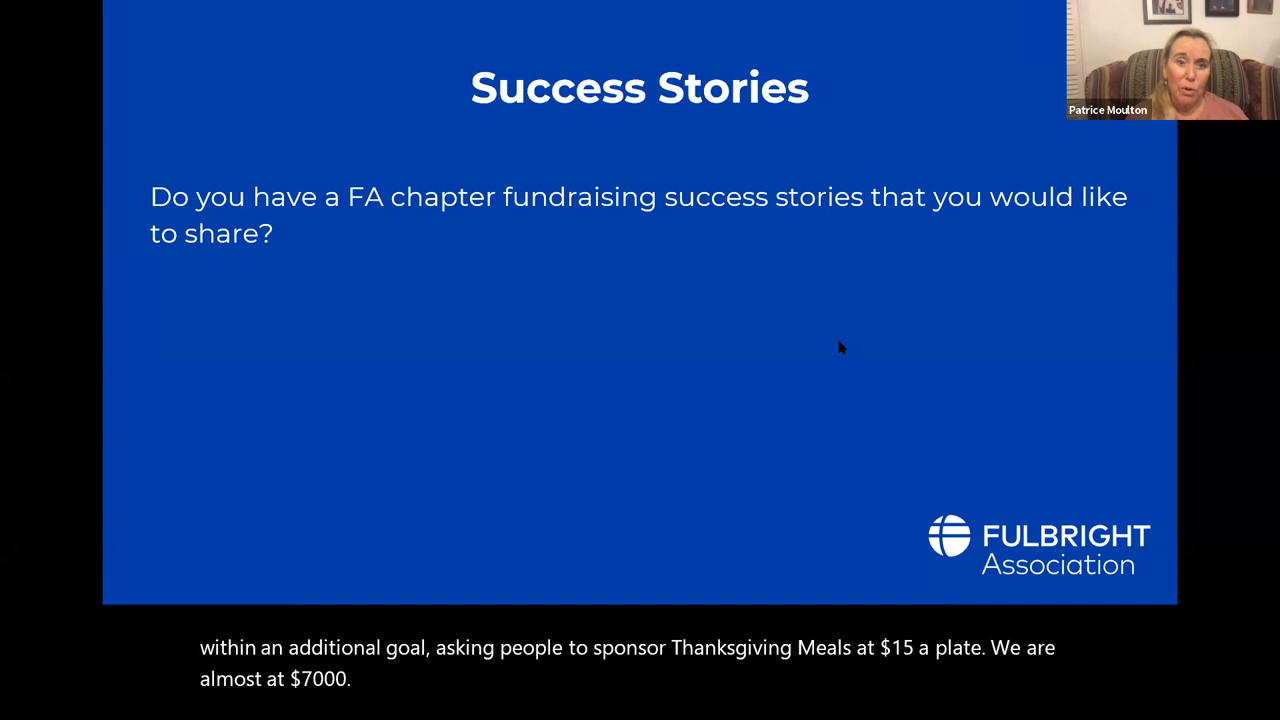 Success Stories
Patrice Moulton
Do you have a FA chapter fundraising success stories that you would like
to share?
FULBRIGHT
Association
within an additional goal, asking people to sponsor Thanksgiving Meals at $15 a plate. We are
almost at $7000.